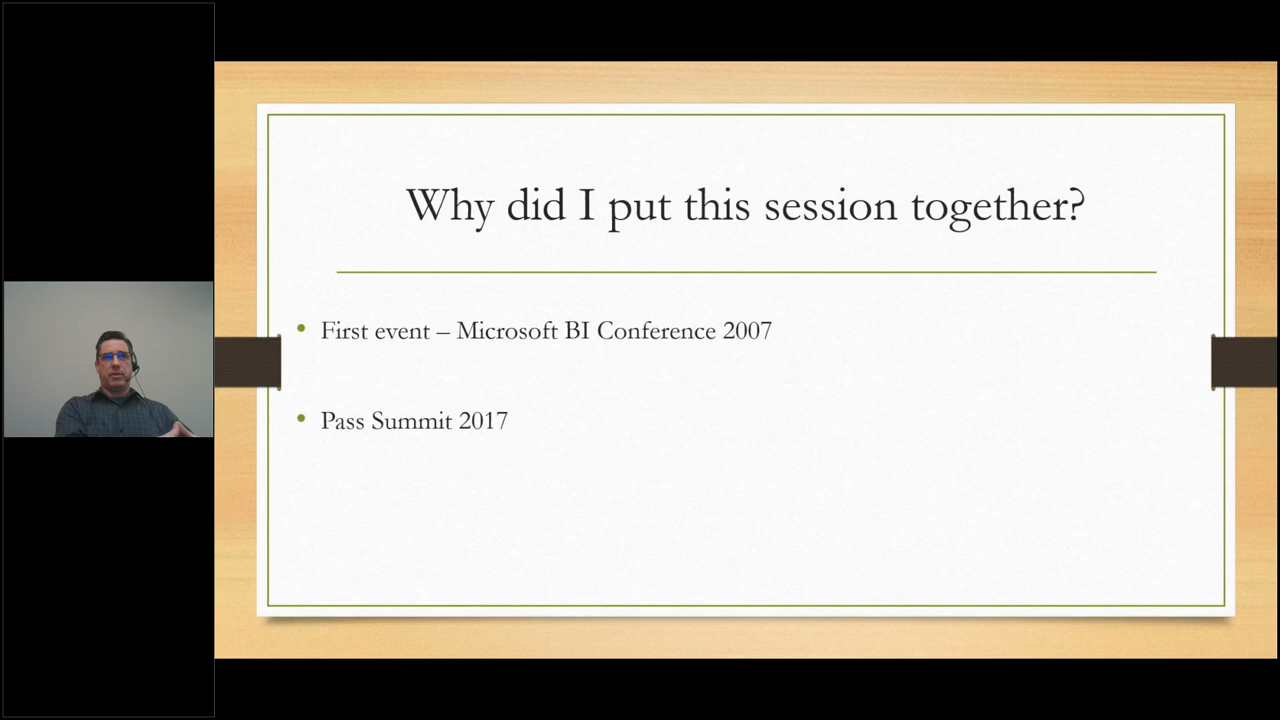 Why did I put this session together?
• First event – Microsoft BI Conference 2007
• Pass Summit 2017